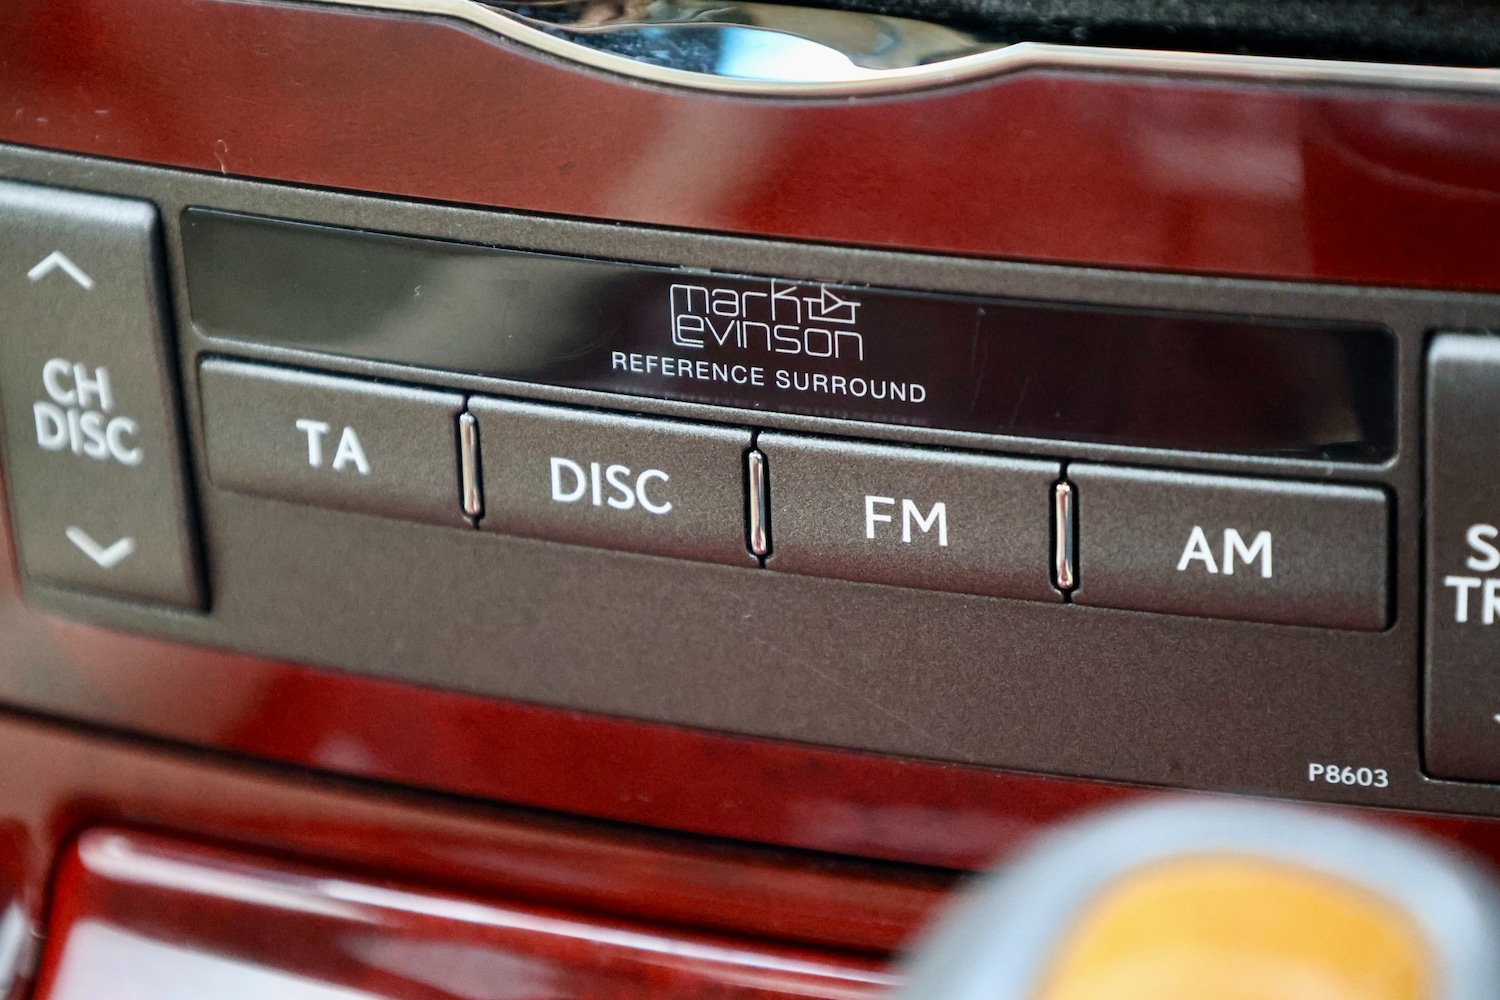 mark
Levinson
REFERENCE SURROUND
CH
DISC
TA
DISC
FM
AM
P8603